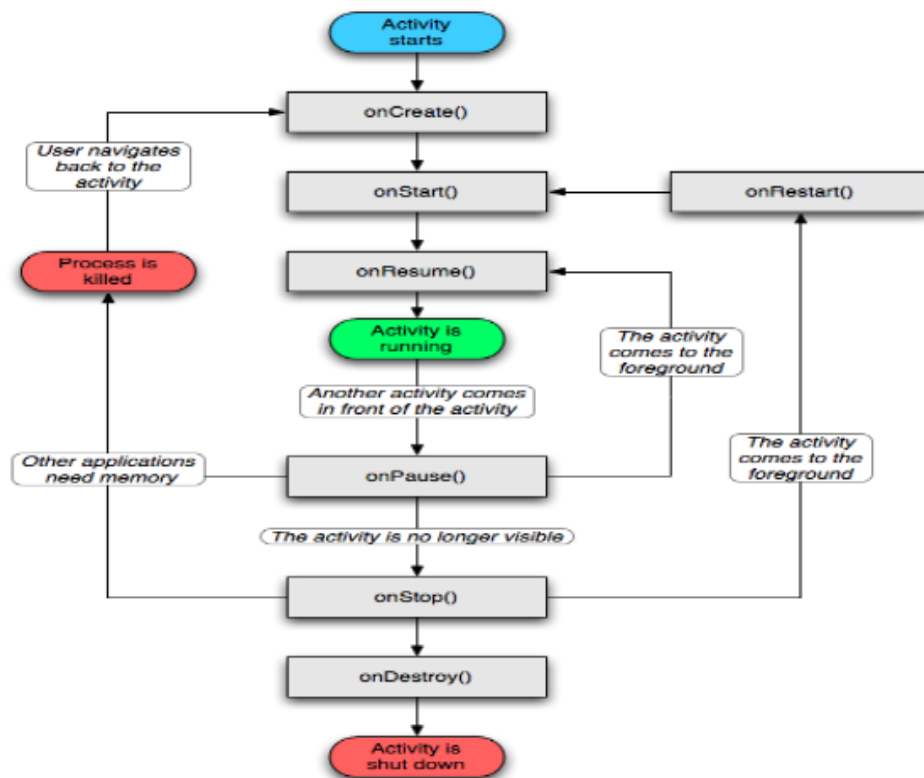 Activity
starts
onCreate()
User navigates
back to the
activity
onStart()
onRestart()
Process is
killed
onResume()
Activity is
running
The activity
comes to the
foreground
Another activity comes
in front of the activity
Other applications
need memory
onPause()
The activity
comes to the
foreground
The activity is no longer visible
onStop()
onDestroy()
Activity is
shut down